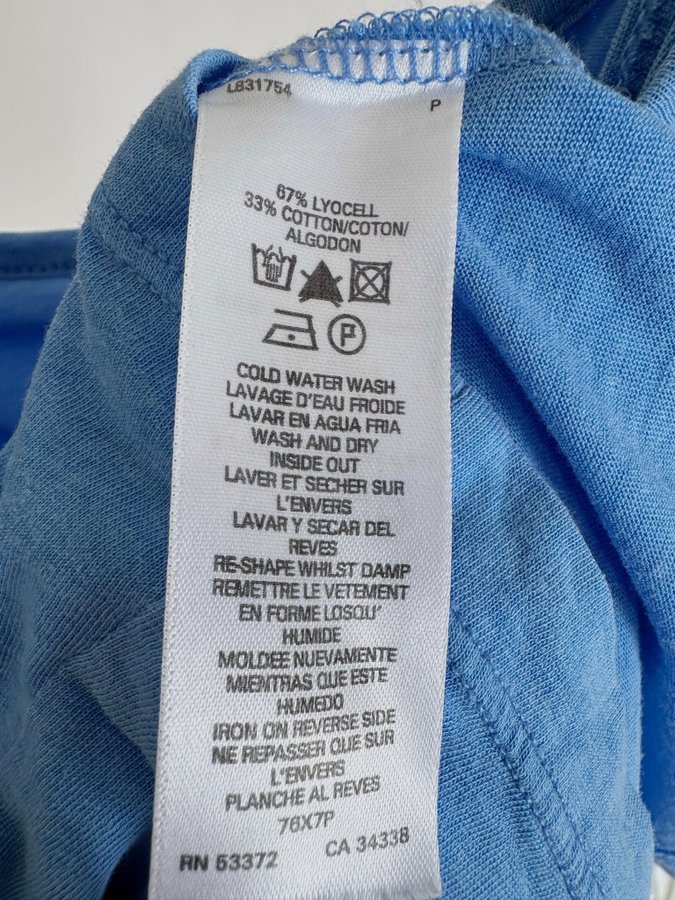 LB31754
P
67% LYOCELL
33% COTTON/COTON/
ALGODON
P
COLD WATER WASH
LAVAGE D'EAU FROIDE
LAVAR EN AGUA FRIA
WASH AND DRY
INSIDE OUT
LAVER ET SECHER SUR
L'ENVERS
LAVAR Y SECAR DEL
REVES
RE-SHAPE WHILST DAMP
REMETTRE LE VETEMENT
EN FORME LOSQU'
HUMIDE
MOLDEE NUEVAMENTE
MIENTRAS QUE ESTE
HUMEDO
IRON ON REVERSE SIDE
NE REPASSER QUE SUR
L'ENVERS
PLANCHE AL REVES
76X7P
RN 53372 CA 34338